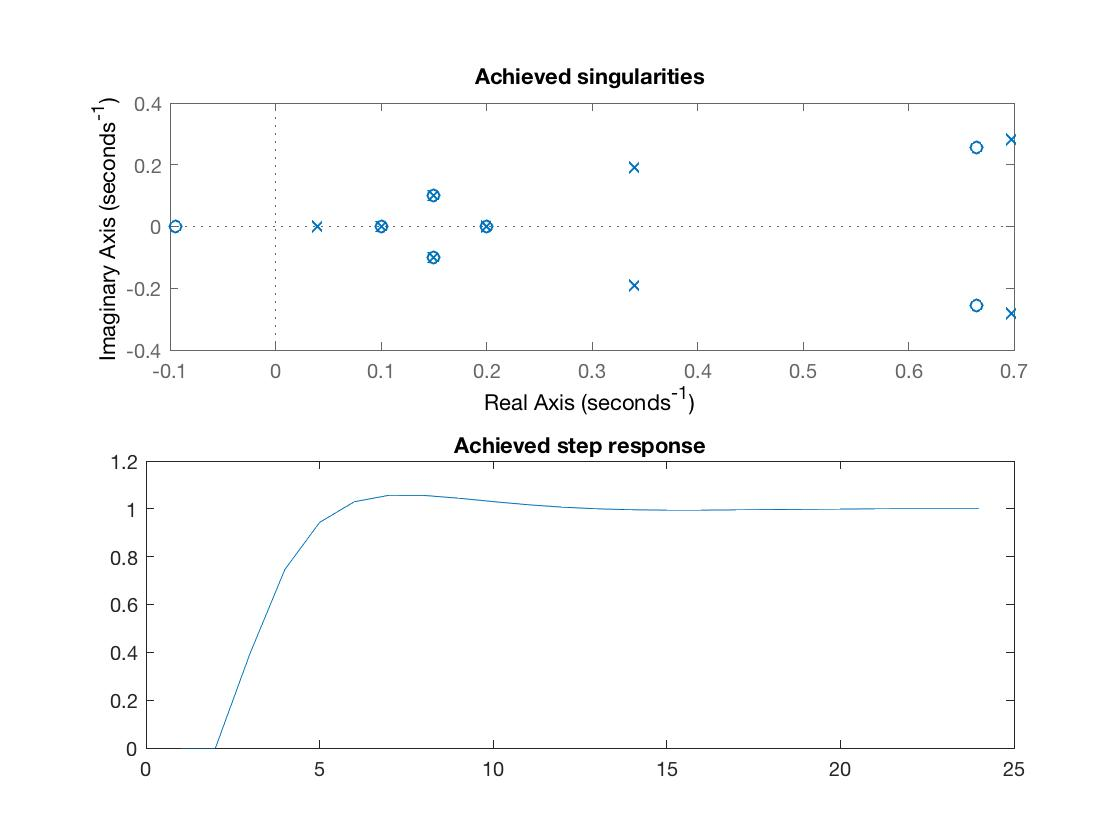 Achieved singularities
Imaginary Axis (seconds⁻¹)
0.4
0.2
0
-0.2
-0.4
-0.1 0 0.1 0.2 0.3 0.4 0.5 0.6 0.7
Real Axis (seconds⁻¹)
Achieved step response
1.2
1
0.8
0.6
0.4
0.2
0
0 5 10 15 20 25